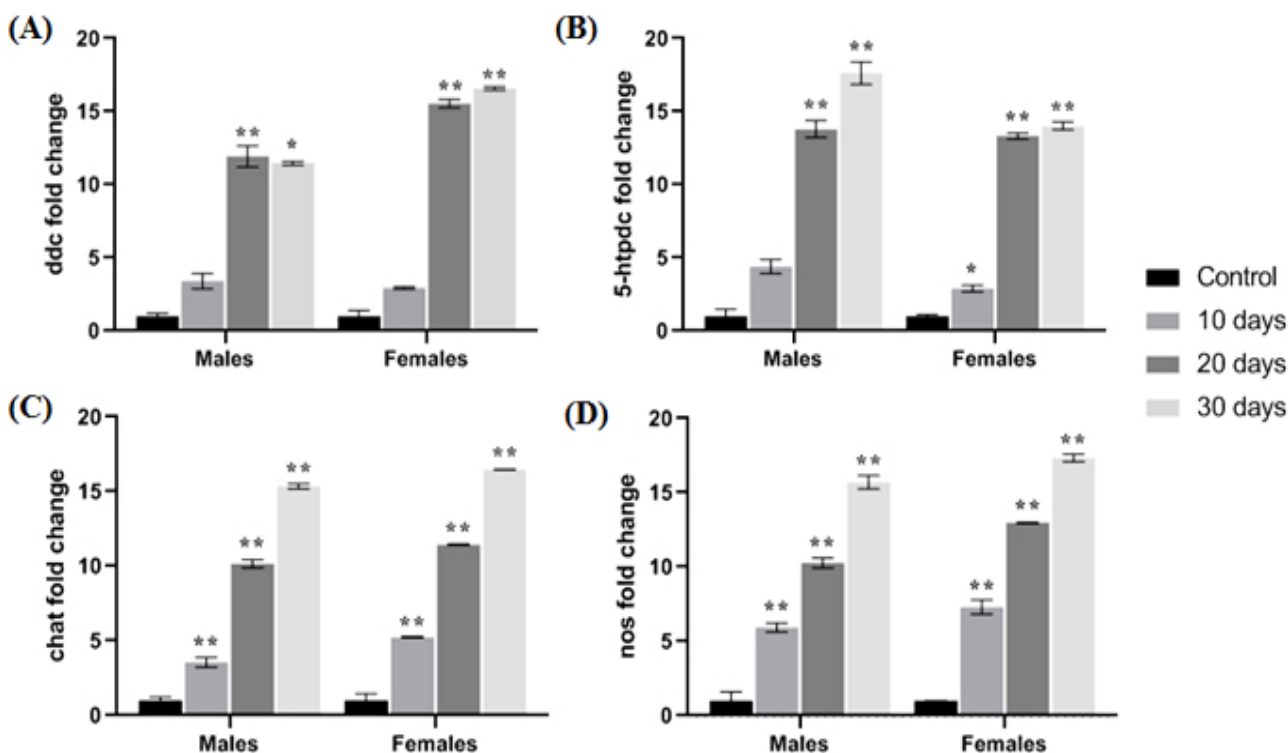 (A)
ddc fold change
20
15
10
5
0
**
*
**
**
Males
Females
(B)
5-htpdc fold change
20
15
10
5
0
**
**
*
**
**
Males
Females
Control
10 days
20 days
30 days
(C)
chat fold change
20
15
10
5
0
**
**
**
**
**
**
Males
Females
(D)
nos fold change
20
15
10
5
0
**
**
**
**
**
**
Males
Females